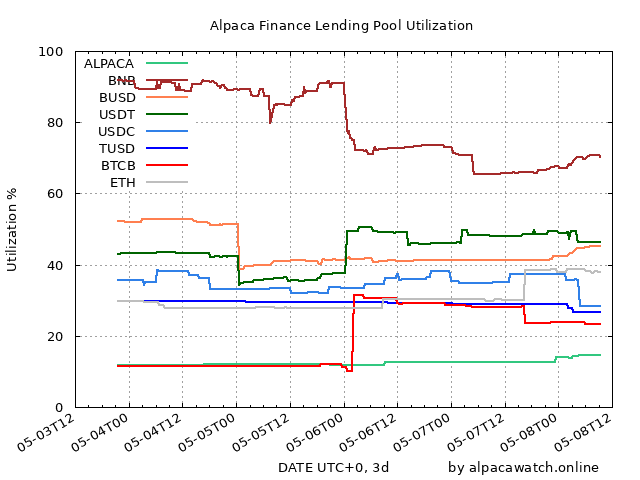 Alpaca Finance Lending Pool Utilization
100
80
60
40
20
0
Utilization %
ALPACA
BNB
BUSD
USDT
USDC
TUSD
BTCB
ETH
05-03T12
05-04T00
05-04T12
05-05T00
05-05T12
05-06T00
05-06T12
05-07T00
05-07T12
05-08T00
05-08T12
DATE UTC+0, 3d
by alpacawatch.online